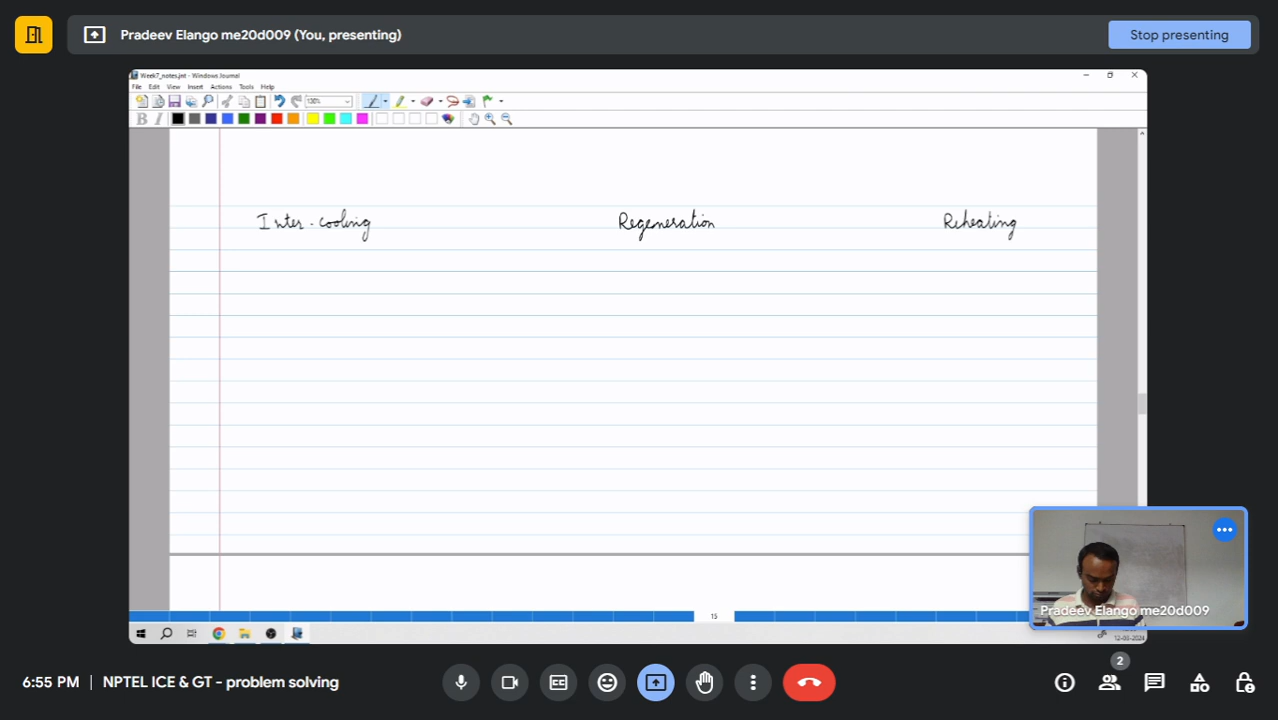 Pradeev Elango me20d009 (You, presenting)
Stop presenting
Week7_notes.jnt - Windows Journal
File Edit View Insert Actions Tools Help
130%
B I
Inter-cooling Regeneration Reheating
Pradeev Elango me20d009
15
6:55 PM | NPTEL ICE & GT - problem solving
2